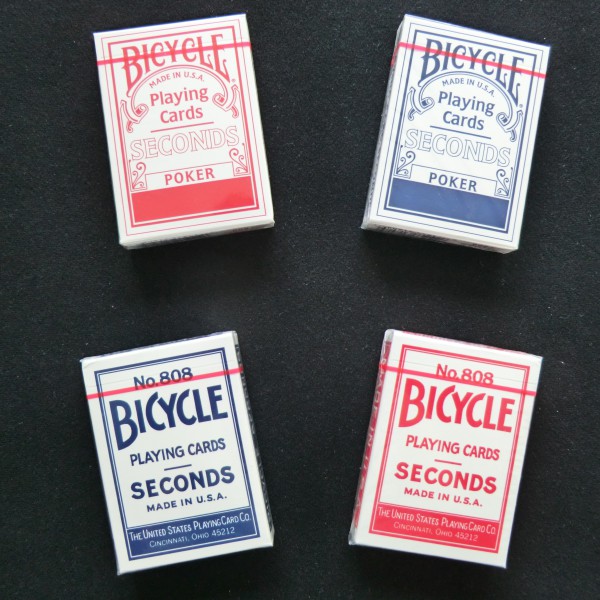 BICYCLE
MADE IN U.S.A.
Playing
Cards
SECONDS
POKER
BICYCLE
MADE IN U.S.A.
Playing
Cards
SECONDS
POKER
No. 808
BICYCLE
PLAYING CARDS
SECONDS
MADE IN U.S.A.
THE UNITED STATES PLAYING CARD CO.
CINCINNATI, OHIO 45212
No. 808
BICYCLE
PLAYING CARDS
SECONDS
MADE IN U.S.A.
THE UNITED STATES PLAYING CARD CO.
CINCINNATI, OHIO 45212